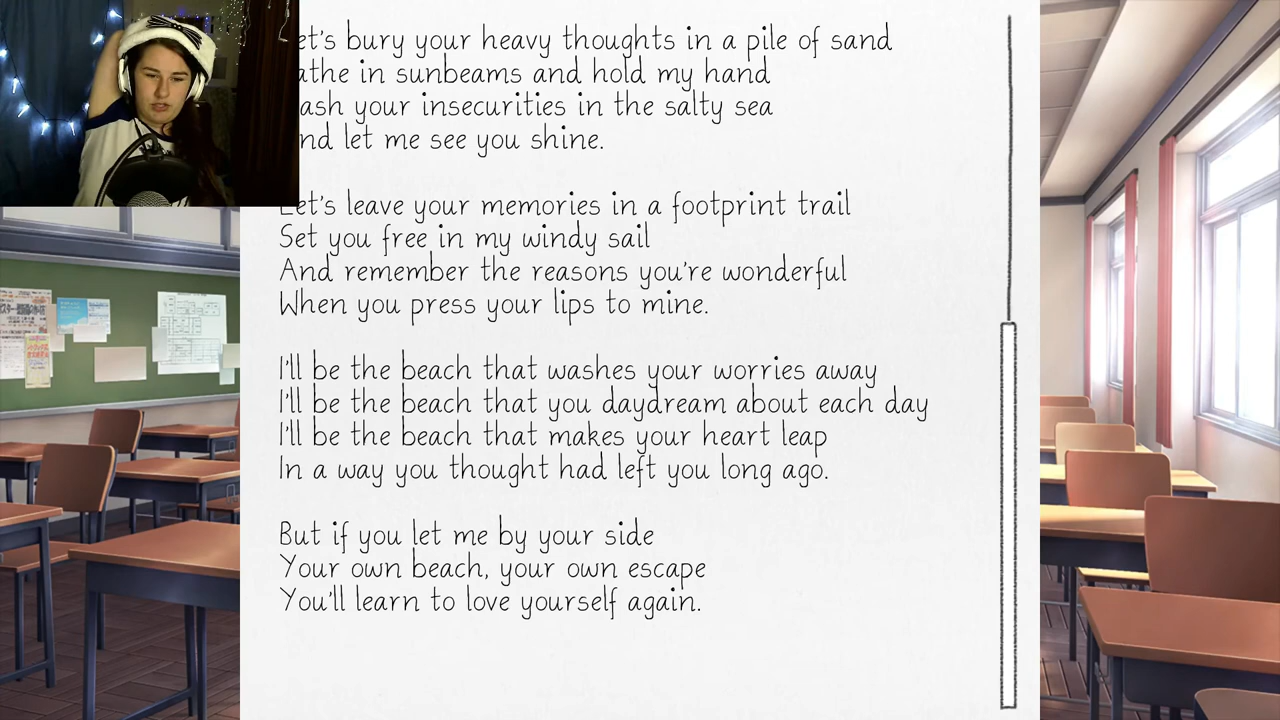 et's bury your heavy thoughts in a pile of sand
athe in sunbeams and hold my hand
ash your insecurities in the salty sea
nd let me see you shine.
Let's leave your memories in a footprint trail
Set you free in my windy sail
And remember the reasons you're wonderful
When you press your lips to mine.
I'll be the beach that washes your worries away
I'll be the beach that you daydream about each day
I'll be the beach that makes your heart leap
In a way you thought had left you long ago.
But if you let me by your side
Your own beach, your own escape
You'll learn to love yourself again.